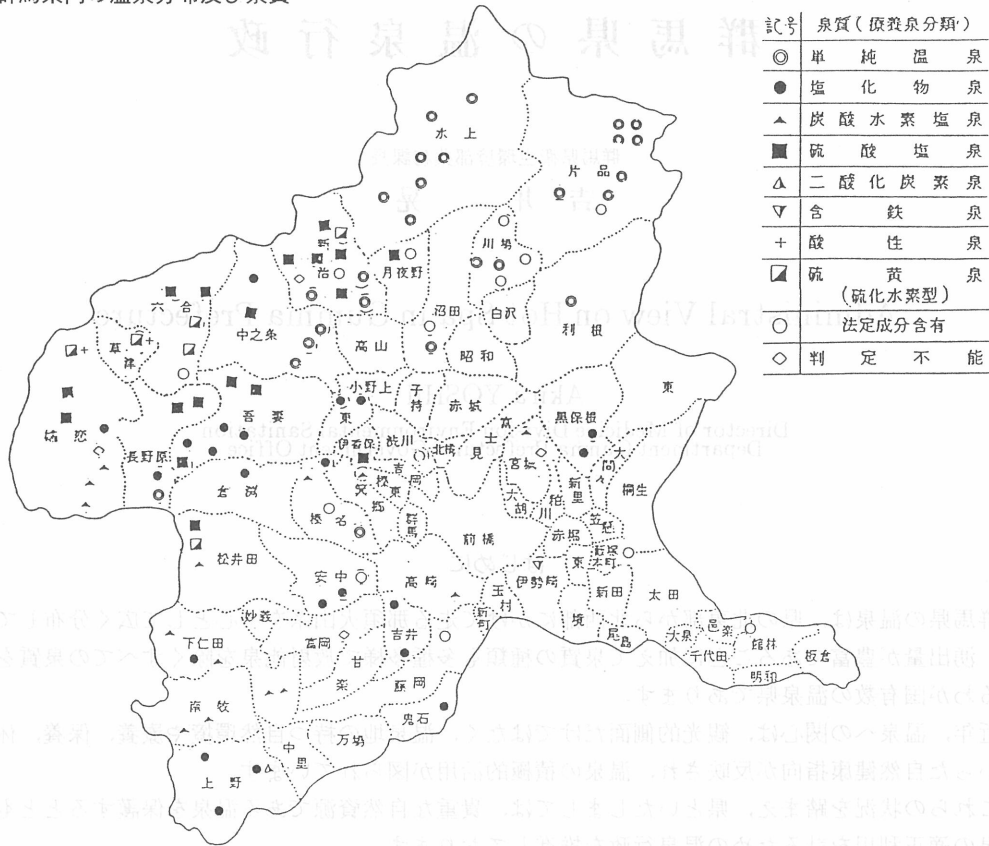 群馬県内の温泉分布及び泉質
記号 泉質(療養泉分類)
◎ 単純温泉
● 塩化物泉
▲ 炭酸水素塩泉
■ 硫酸塩泉
二酸化炭素泉
▽ 含鉄泉
+ 酸性泉
硫黄泉
(硫化水素型)
○ 法定成分含有
◇ 判定不能
水上
片品
新治
川場
月夜野
六合
沼田
白沢
利根
中之条
草津
高山
昭和
東
小野上
子持
赤城
吾妻
黒保根
嬬恋
東
伊香保
渋川
富士見
大間々
長野原
北橘
宮城
倉渕
吉岡
新里
桐生
榛東
箕郷
大胡
粕川
榛名
群馬
笠懸
前橋
赤堀
松井田
藪塚本町
安中
高崎
伊勢崎
東
新田
太田
玉村
妙義
新町
境
尾島
邑楽
下仁田
富岡
吉井
大泉
館林
板倉
甘楽
千代田
藤岡
明和
南牧
鬼石
万場
中里
上野